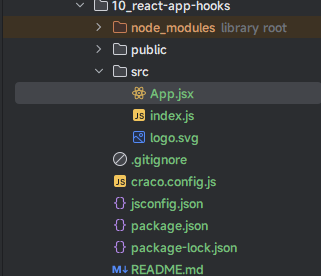 10_react-app-hooks
node_modules library root
public
src
App.jsx
JS index.js
logo.svg
.gitignore
JS craco.config.js
{} jsconfig.json
{} package.json
{} package-lock.json
M↓ README.md